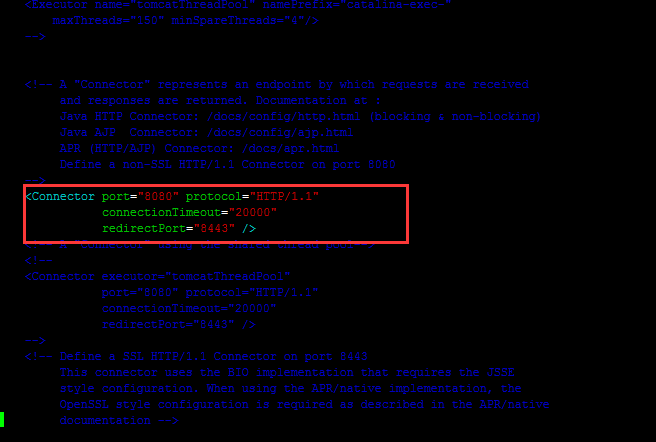 <Executor name="tomcatThreadPool" namePrefix="catalina-exec-"
maxThreads="150" minSpareThreads="4"/>
-->
<!-- A "Connector" represents an endpoint by which requests are received
and responses are returned. Documentation at :
Java HTTP Connector: /docs/config/http.html (blocking & non-blocking)
Java AJP  Connector: /docs/config/ajp.html
APR (HTTP/AJP) Connector: /docs/apr.html
Define a non-SSL HTTP/1.1 Connector on port 8080
-->
<Connector port="8080" protocol="HTTP/1.1"
connectionTimeout="20000"
redirectPort="8443" />
<!-- A "Connector" using the shared thread pool-->
<!--
<Connector executor="tomcatThreadPool"
port="8080" protocol="HTTP/1.1"
connectionTimeout="20000"
redirectPort="8443" />
-->
<!-- Define a SSL HTTP/1.1 Connector on port 8443
This connector uses the BIO implementation that requires the JSSE
style configuration. When using the APR/native implementation, the
OpenSSL style configuration is required as described in the APR/native
documentation -->